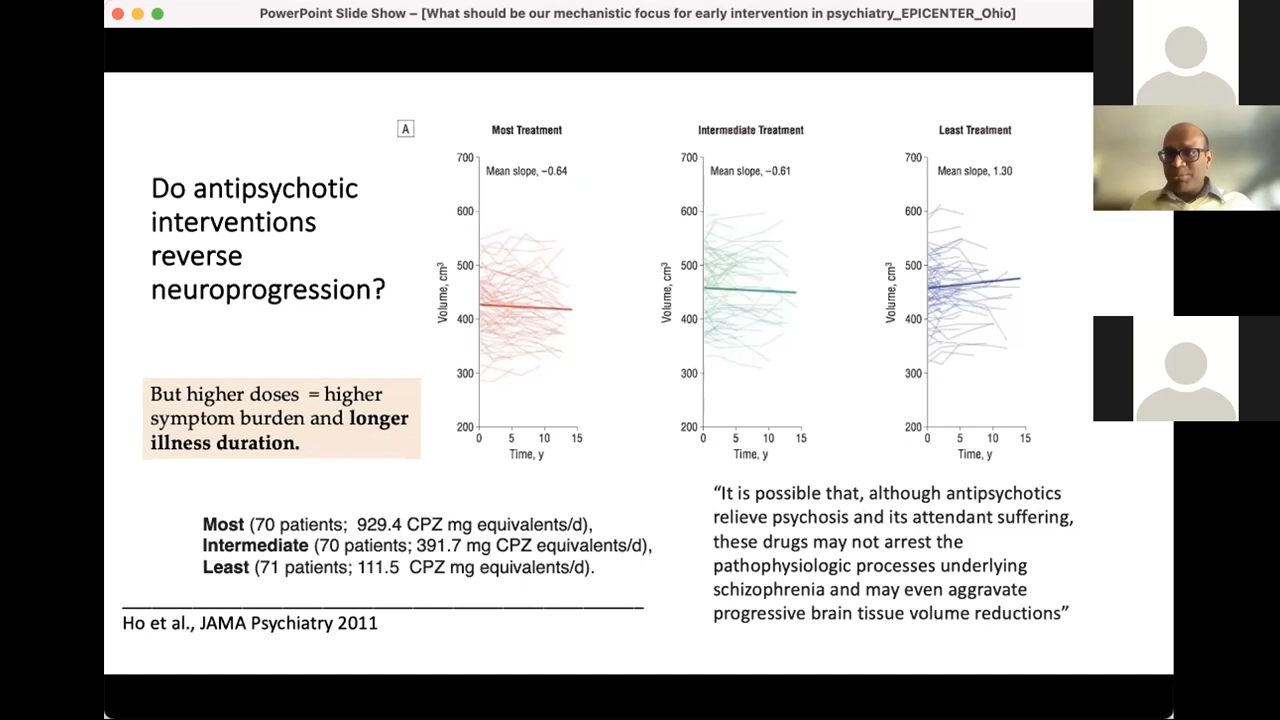 PowerPoint Slide Show – [What should be our mechanistic focus for early intervention in psychiatry_EPICENTER_Ohio]
Do antipsychotic
interventions
reverse
neuroprogression?
But higher doses = higher
symptom burden and longer
illness duration.
A
Most Treatment
Mean slope, −0.64
Volume, cm³
700
600
500
400
300
200
0 5 10 15
Time, y
Intermediate Treatment
Mean slope, −0.61
Volume, cm³
700
600
500
400
300
200
0 5 10 15
Time, y
Least Treatment
Mean slope, 1.30
Volume, cm³
700
600
500
400
300
200
0 5 10 15
Time, y
Most (70 patients; 929.4 CPZ mg equivalents/d),
Intermediate (70 patients; 391.7 mg CPZ equivalents/d),
Least (71 patients; 111.5 CPZ mg equivalents/d).
Ho et al., JAMA Psychiatry 2011
“It is possible that, although antipsychotics
relieve psychosis and its attendant suffering,
these drugs may not arrest the
pathophysiologic processes underlying
schizophrenia and may even aggravate
progressive brain tissue volume reductions”